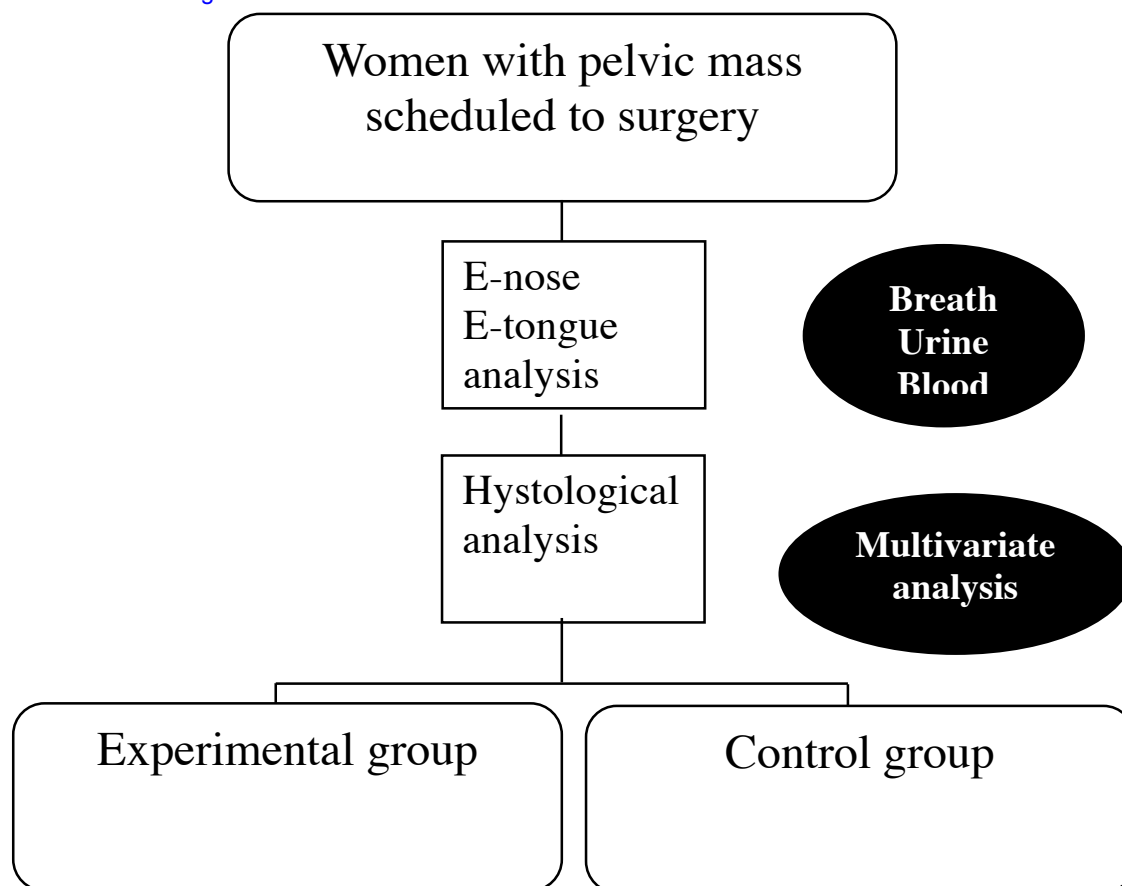 Women with pelvic mass
scheduled to surgery
E-nose
E-tongue
analysis
Breath
Urine
Blood
Hystological
analysis
Multivariate
analysis
Experimental group
Control group